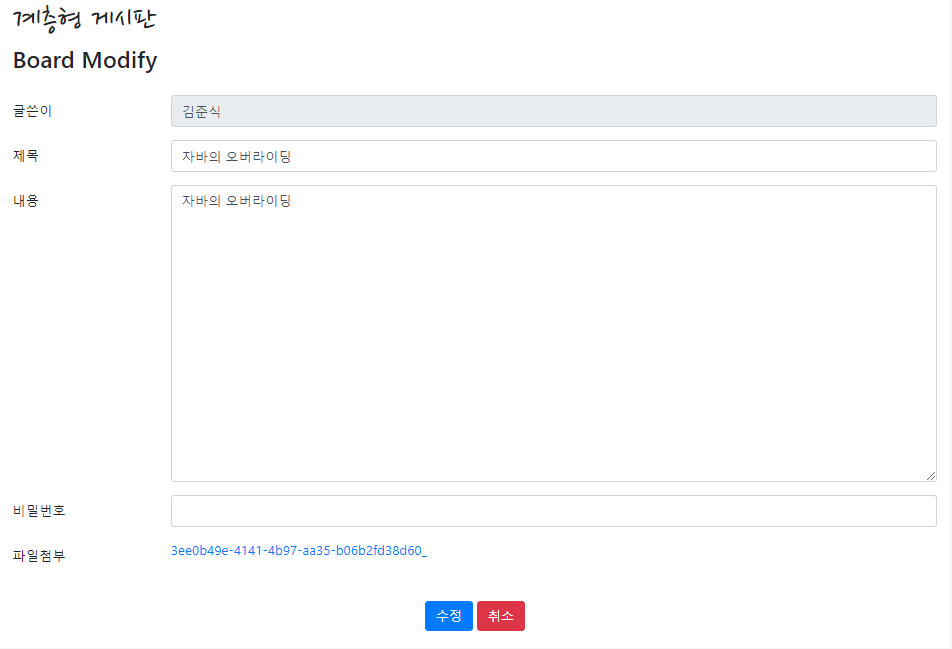 계층형 게시판
Board Modify
글쓴이 김준식
제목 자바의 오버라이딩
내용 자바의 오버라이딩
비밀번호
파일첨부 3ee0b49e-4141-4b97-aa35-b06b2fd38d60_
수정 취소